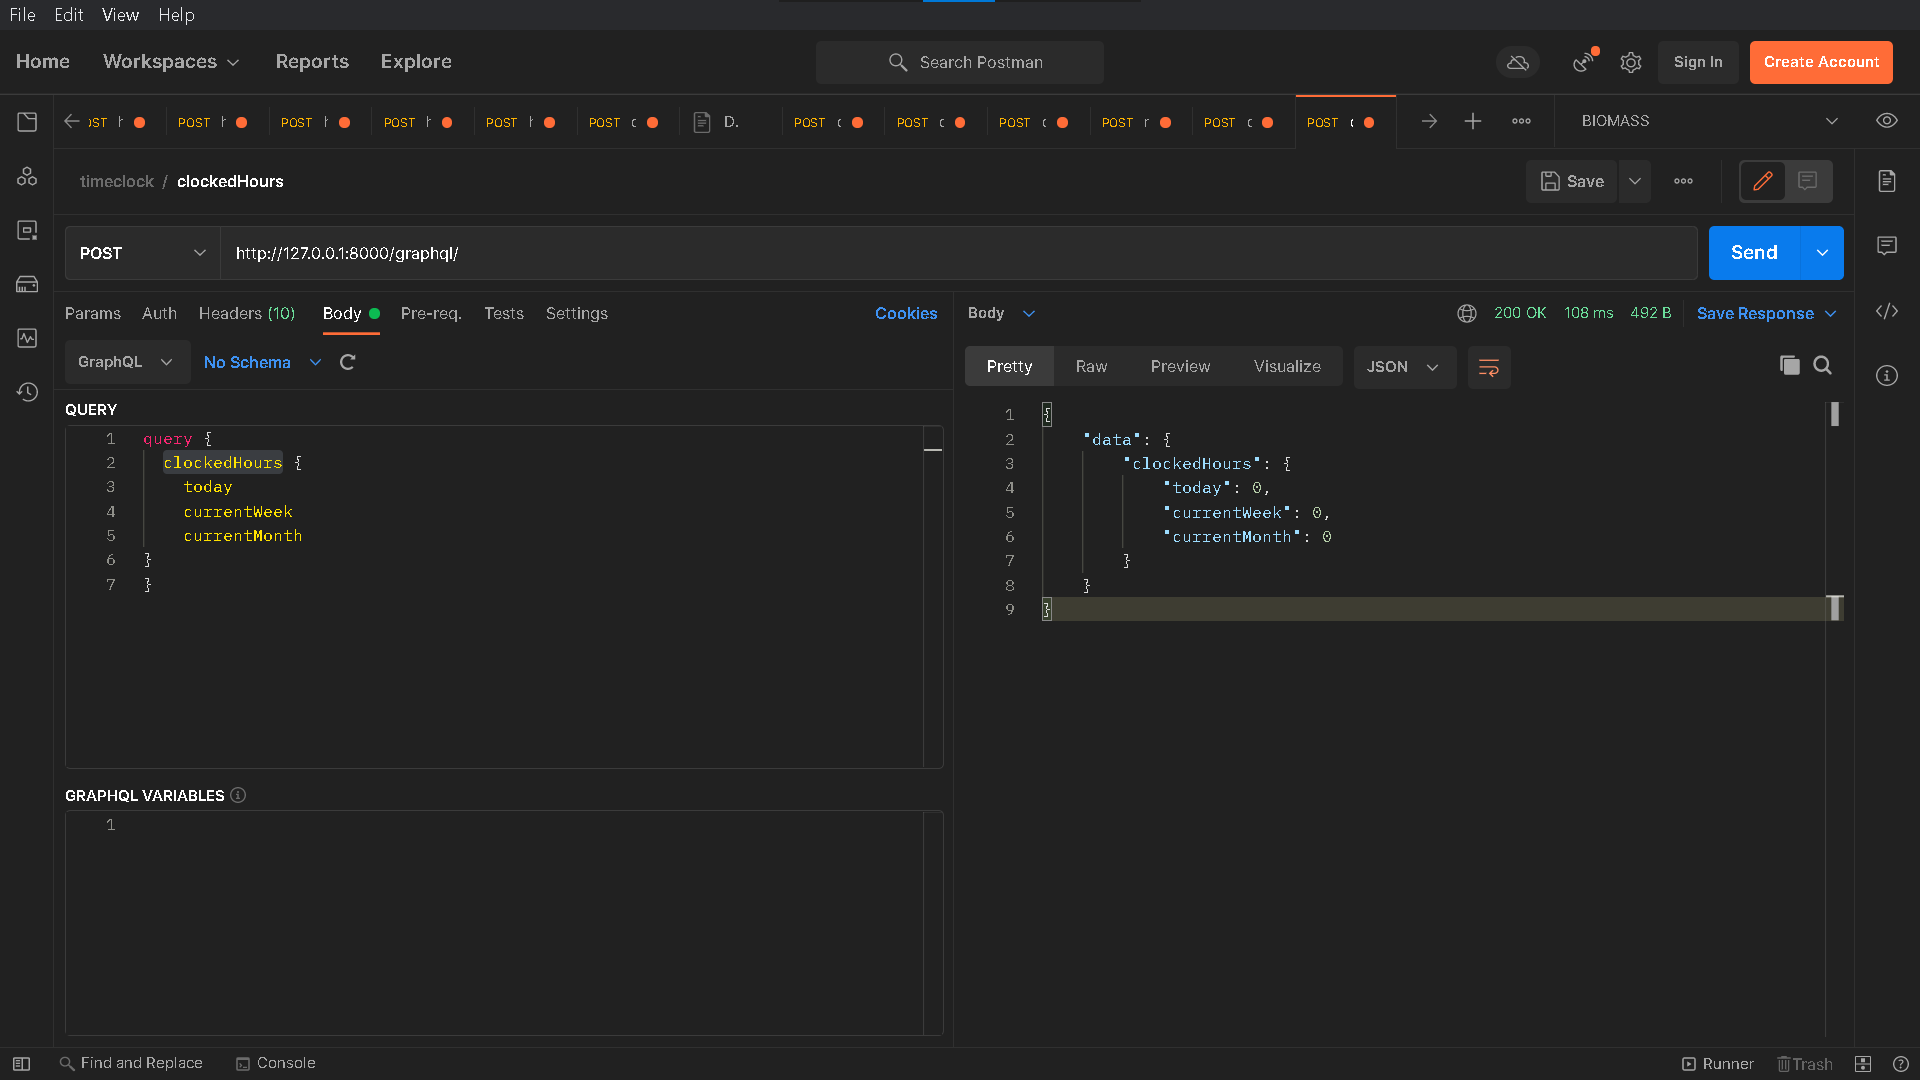 File Edit View Help
Home Workspaces Reports Explore Search Postman Sign In Create Account
POST POST POST POST POST D. POST POST POST POST POST POST BIOMASS
timeclock / clockedHours Save
POST http://127.0.0.1:8000/graphql/ Send
Params Auth Headers (10) Body Pre-req. Tests Settings Cookies
Body 200 OK 108 ms 492 B Save Response
GraphQL No Schema
Pretty Raw Preview Visualize JSON
QUERY
1 query {
2 clockedHours {
3 today
4 currentWeek
5 currentMonth
6 }
7 }
1 {
2 "data": {
3 "clockedHours": {
4 "today": 0,
5 "currentWeek": 0,
6 "currentMonth": 0
7 }
8 }
9 }
GRAPHQL VARIABLES
1
Find and Replace Console Runner Trash